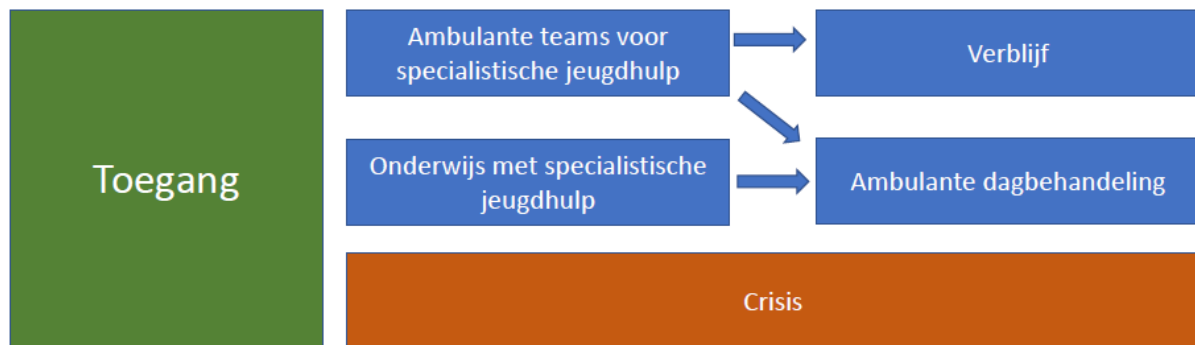 Toegang
Ambulante teams voor
specialistische jeugdhulp
Verblijf
Onderwijs met specialistische
jeugdhulp
Ambulante dagbehandeling
Crisis